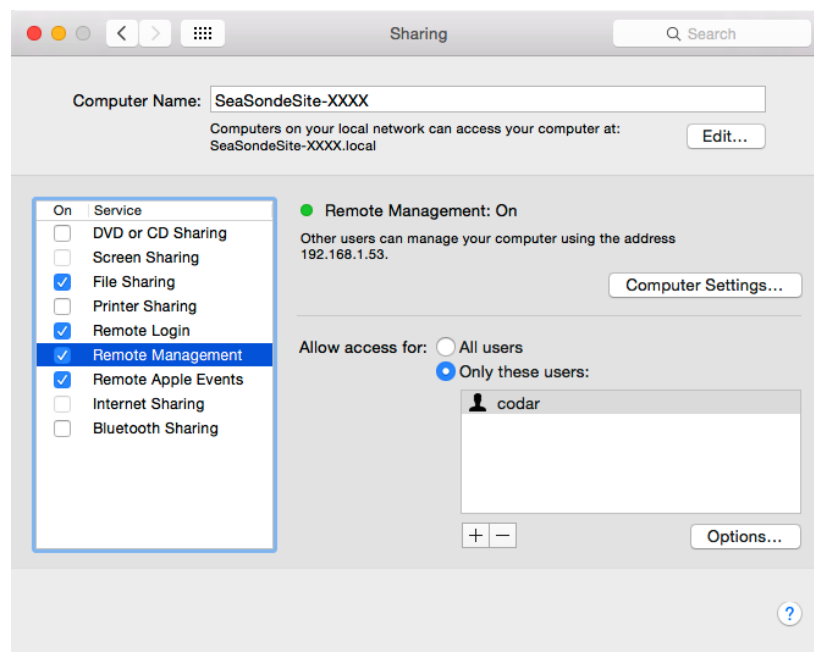 Sharing
Search
Computer Name: SeaSondeSite-XXXX
Computers on your local network can access your computer at:
SeaSondeSite-XXXX.local
Edit...
On Service
DVD or CD Sharing
Screen Sharing
File Sharing
Printer Sharing
Remote Login
Remote Management
Remote Apple Events
Internet Sharing
Bluetooth Sharing
Remote Management: On
Other users can manage your computer using the address
192.168.1.53.
Computer Settings...
Allow access for: All users
Only these users:
codar
+ −
Options...
?